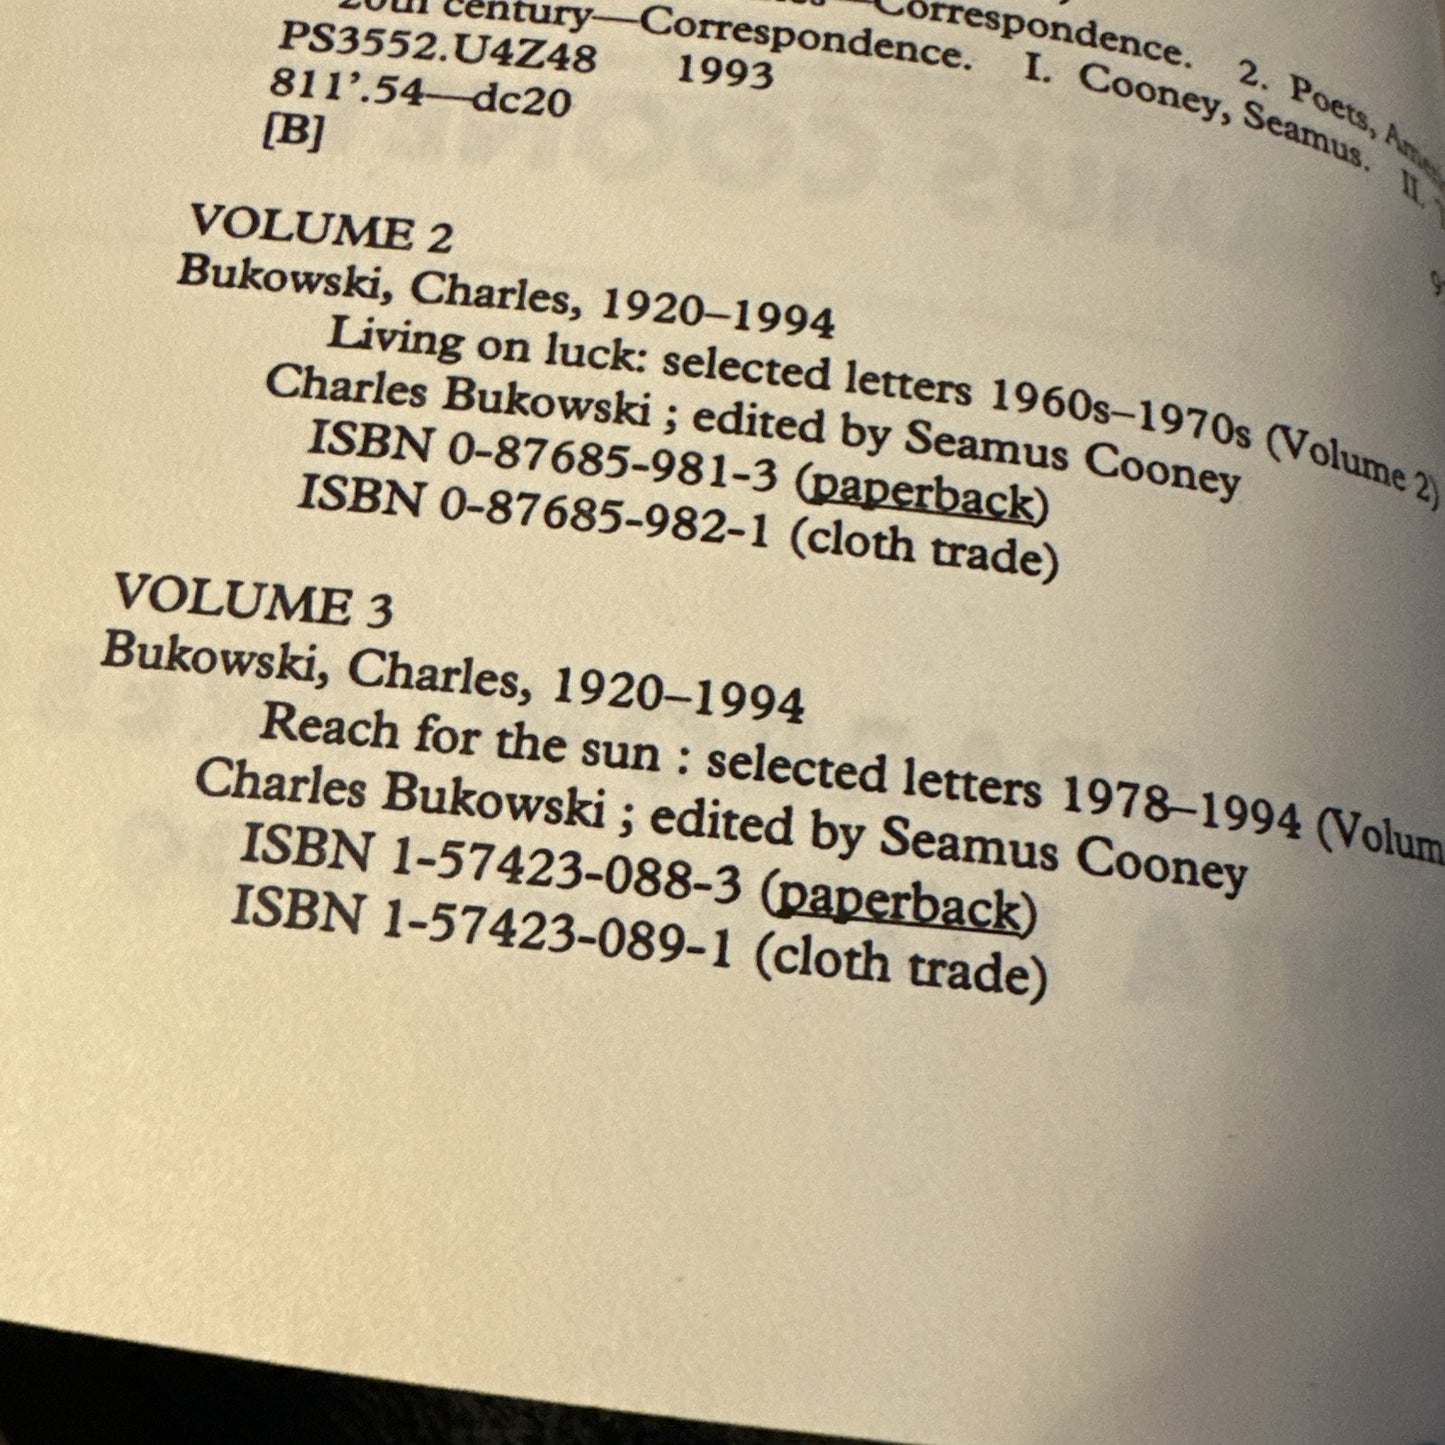 Correspondence. 2. Poets,
20th century—Correspondence. I. Cooney, Seamus. II.
PS3552.U4Z48 1993
811'.54—dc20
[B]
VOLUME 2
Bukowski, Charles, 1920–1994
Living on luck: selected letters 1960s–1970s (Volume 2)
Charles Bukowski ; edited by Seamus Cooney
ISBN 0-87685-981-3 (paperback)
ISBN 0-87685-982-1 (cloth trade)
VOLUME 3
Bukowski, Charles, 1920–1994
Reach for the sun : selected letters 1978–1994 (Volum
Charles Bukowski ; edited by Seamus Cooney
ISBN 1-57423-088-3 (paperback)
ISBN 1-57423-089-1 (cloth trade)